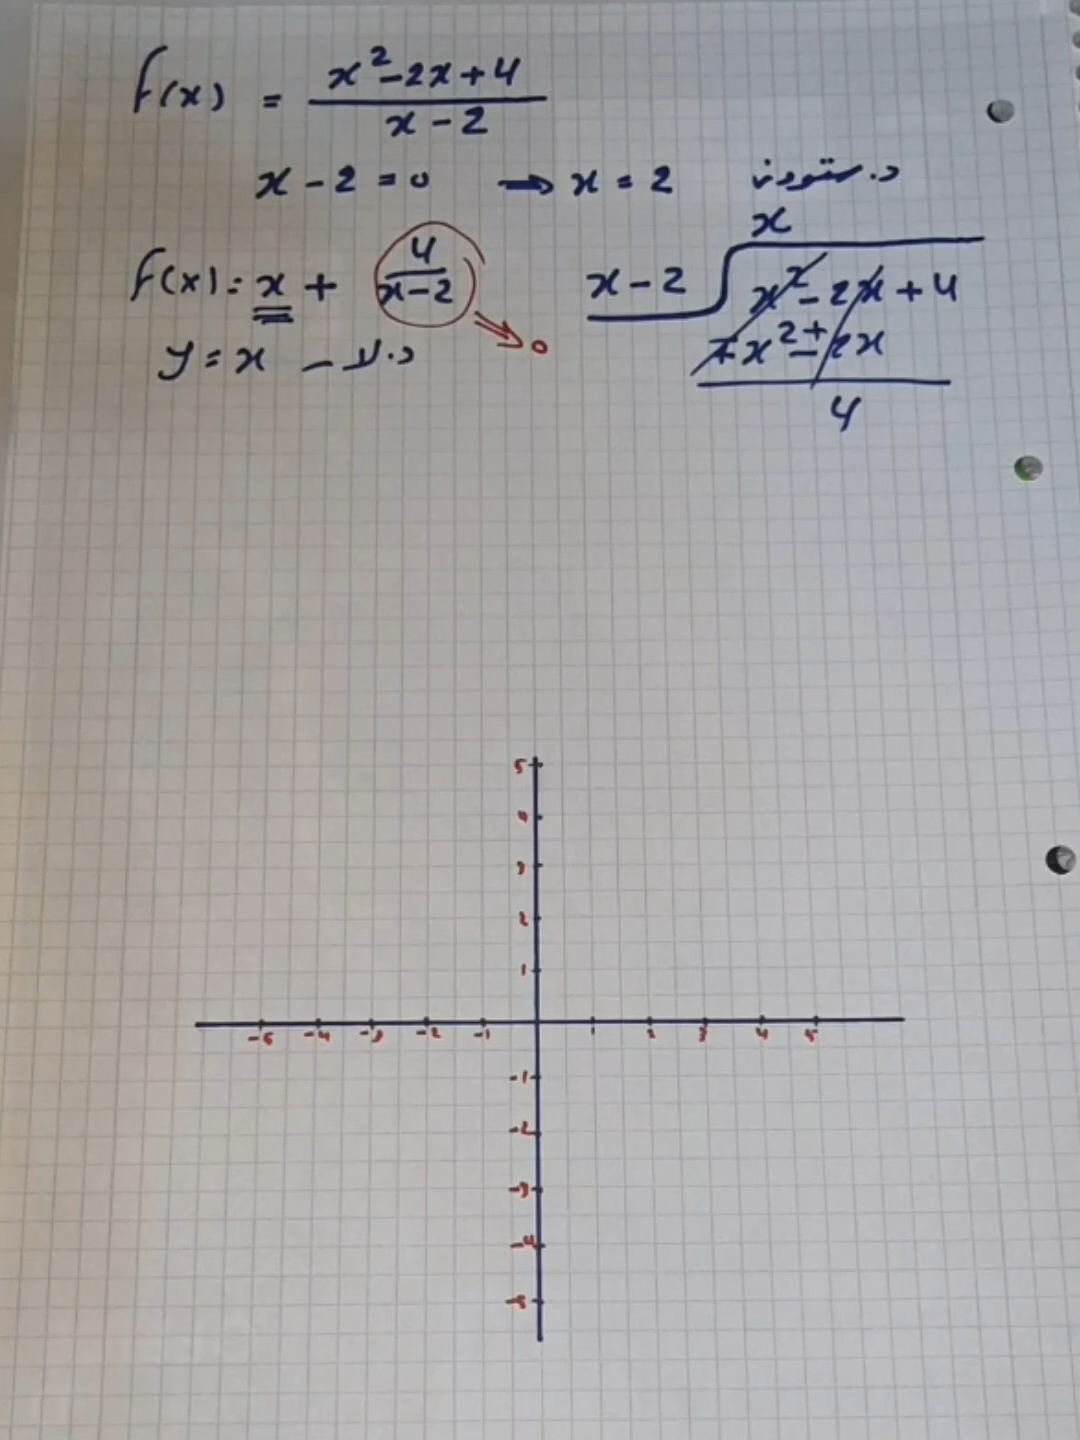 f(x) = x²-2x+4 / x-2
x-2=0 → x=2
د.ستوونز
x
f(x): x + 4/x-2 → 0
x-2 x²-2x+4
y=x
x²-2x
4
5
4
3
2
1
-5 -4 -3 -2 -1 1 2 3 4 5
-1
-2
-3
-4
-5